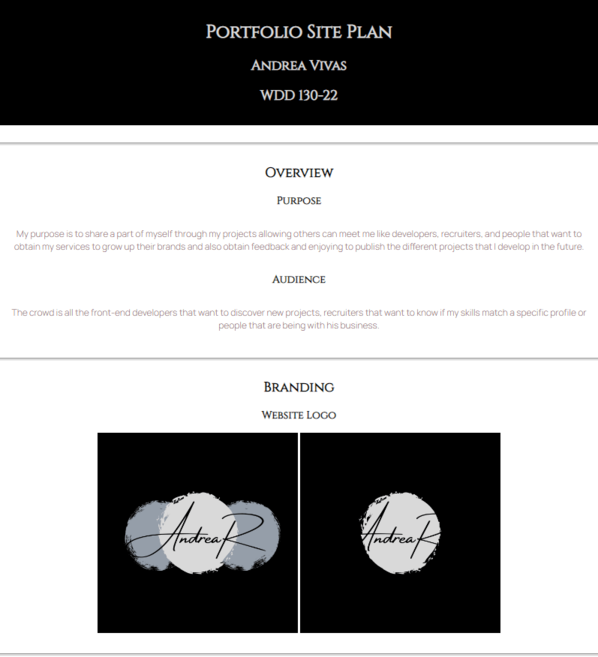 Portfolio Site Plan
Andrea Vivas
WDD 130-22
Overview
Purpose
My purpose is to share a part of myself through my projects allowing others can meet me like developers, recruiters, and people that want to
obtain my services to grow up their brands and also obtain feedback and enjoying to publish the different projects that I develop in the future.
Audience
The crowd is all the front-end developers that want to discover new projects, recruiters that want to know if my skills match a specific profile or
people that are being with his business.
Branding
Website Logo
AndreaR
AndreaR